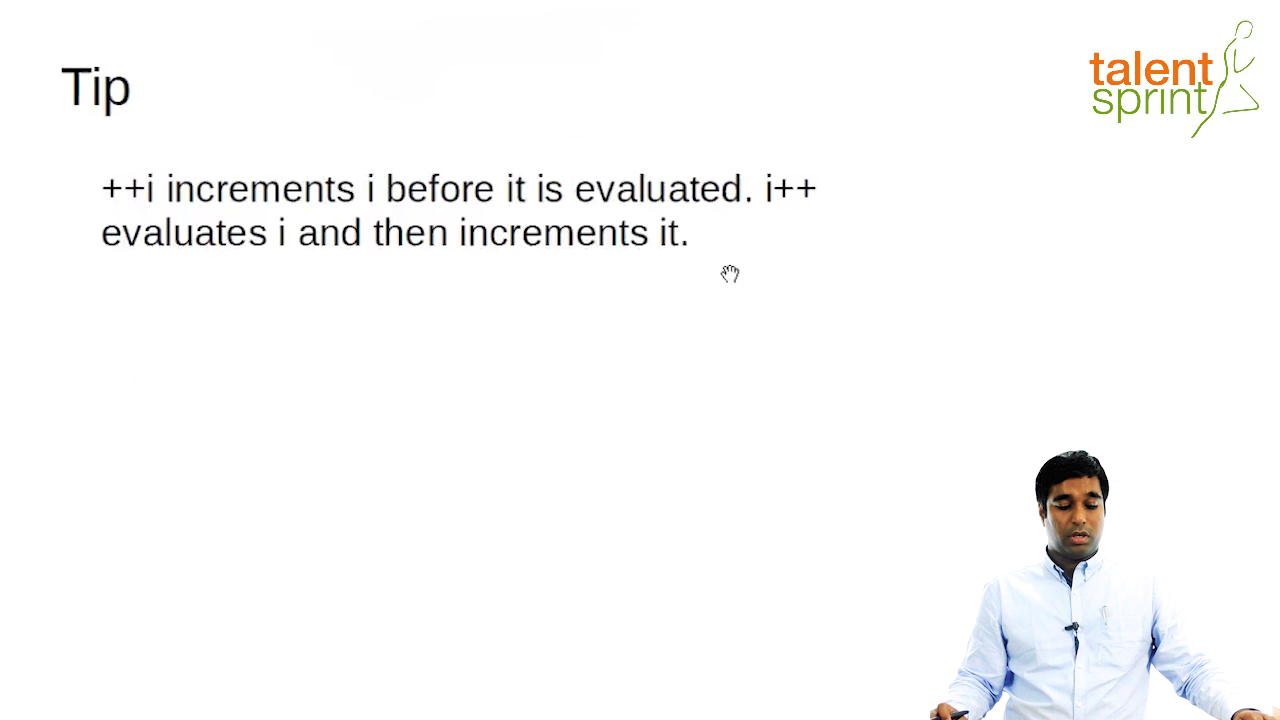 talent
sprint
Tip
++i increments i before it is evaluated. i++
evaluates i and then increments it.